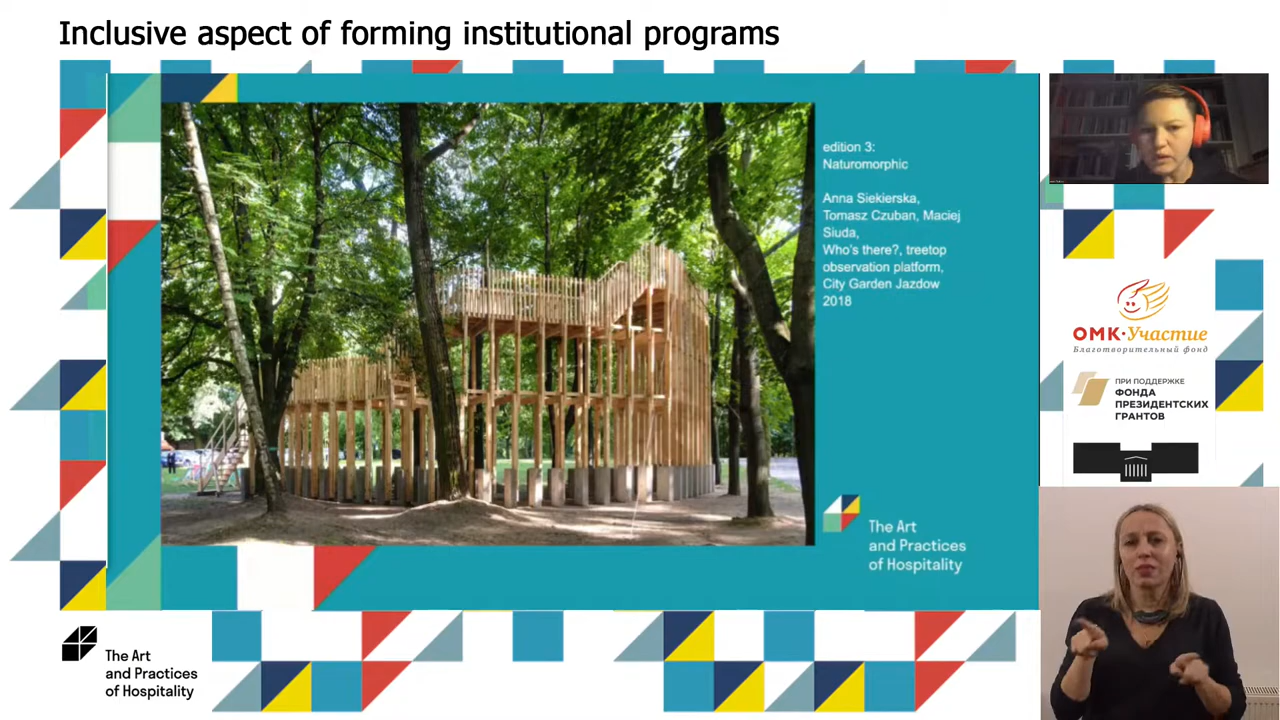 Inclusive aspect of forming institutional programs
edition 3:
Naturomorphic
Anna Siekierska,
Tomasz Czuban, Maciej
Siuda,
Who's there?, treetop
observation platform,
City Garden Jazdow
2018
The Art
and Practices
of Hospitality
ОМК·Участие
Благотворительный фонд
ПРИ ПОДДЕРЖКЕ
ФОНДА
ПРЕЗИДЕНТСКИХ
ГРАНТОВ
The Art
and Practices
of Hospitality